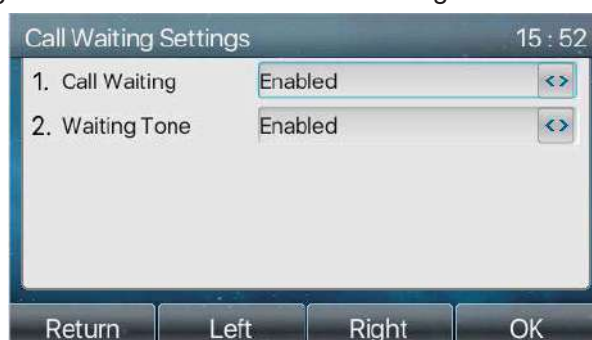 Call Waiting Settings 15 : 52
1. Call Waiting Enabled <>
2. Waiting Tone Enabled <>
Return Left Right OK